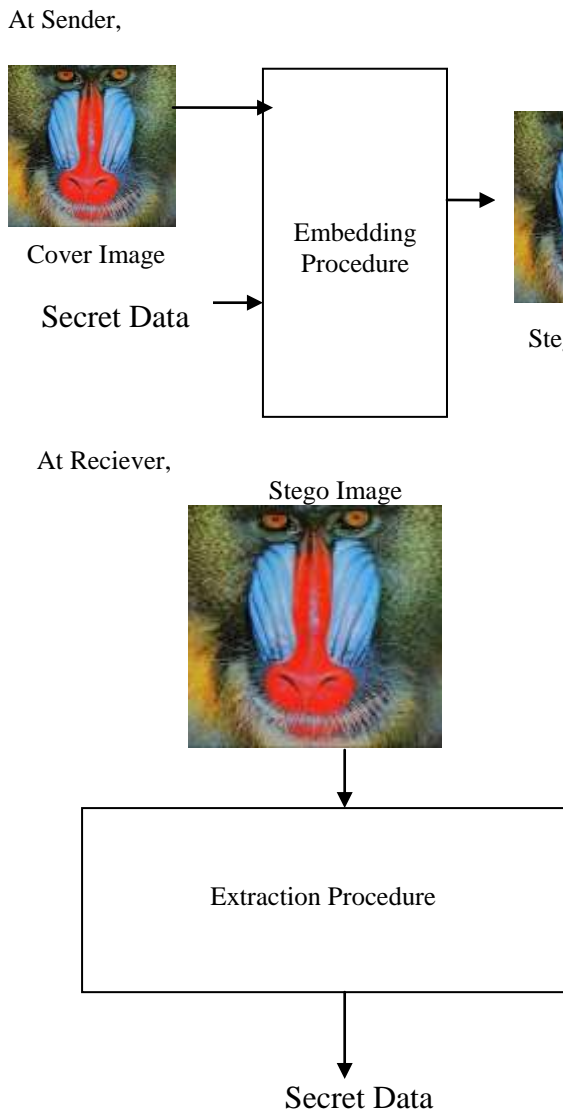 At Sender,
Cover Image
Embedding
Procedure
Secret Data
At Reciever,
Stego Image
Extraction Procedure
Secret Data